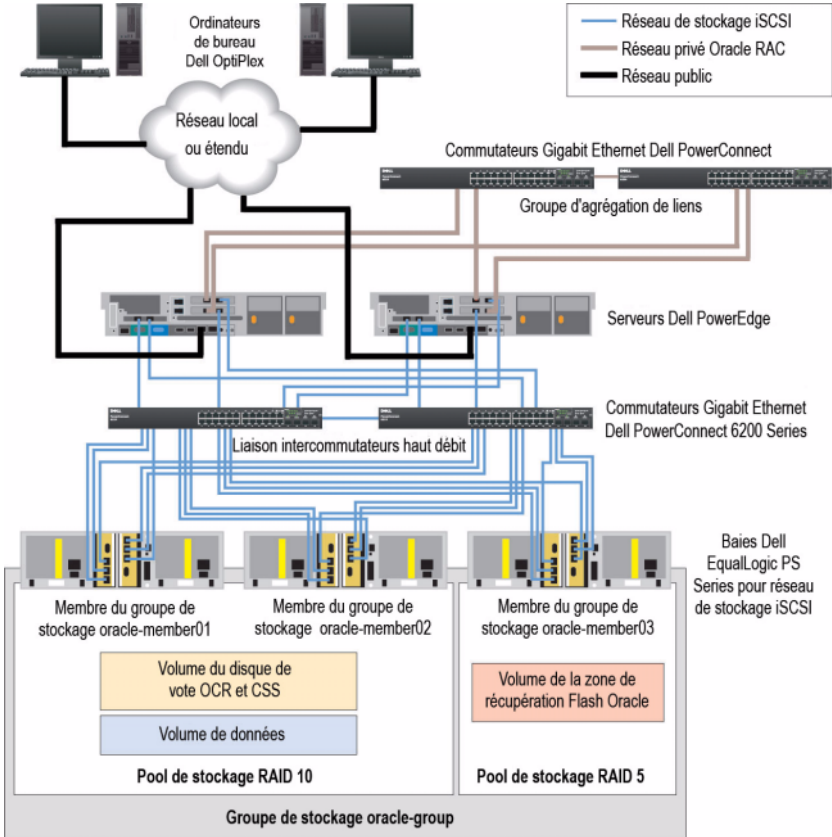 Ordinateurs
de bureau
Dell OptiPlex
Réseau de stockage iSCSI
Réseau privé Oracle RAC
Réseau public
Réseau local
ou étendu
Commutateurs Gigabit Ethernet Dell PowerConnect
Groupe d'agrégation de liens
Serveurs Dell PowerEdge
Commutateurs Gigabit Ethernet
Dell PowerConnect 6200 Series
Liaison intercommutateurs haut débit
Baies Dell
EqualLogic PS
Series pour réseau
de stockage iSCSI
Membre du groupe de
stockage oracle-member01
Membre du groupe de
stockage oracle-member02
Membre du groupe de
stockage oracle-member03
Volume du disque de
vote OCR et CSS
Volume de la zone de
récupération Flash Oracle
Volume de données
Pool de stockage RAID 10
Pool de stockage RAID 5
Groupe de stockage oracle-group